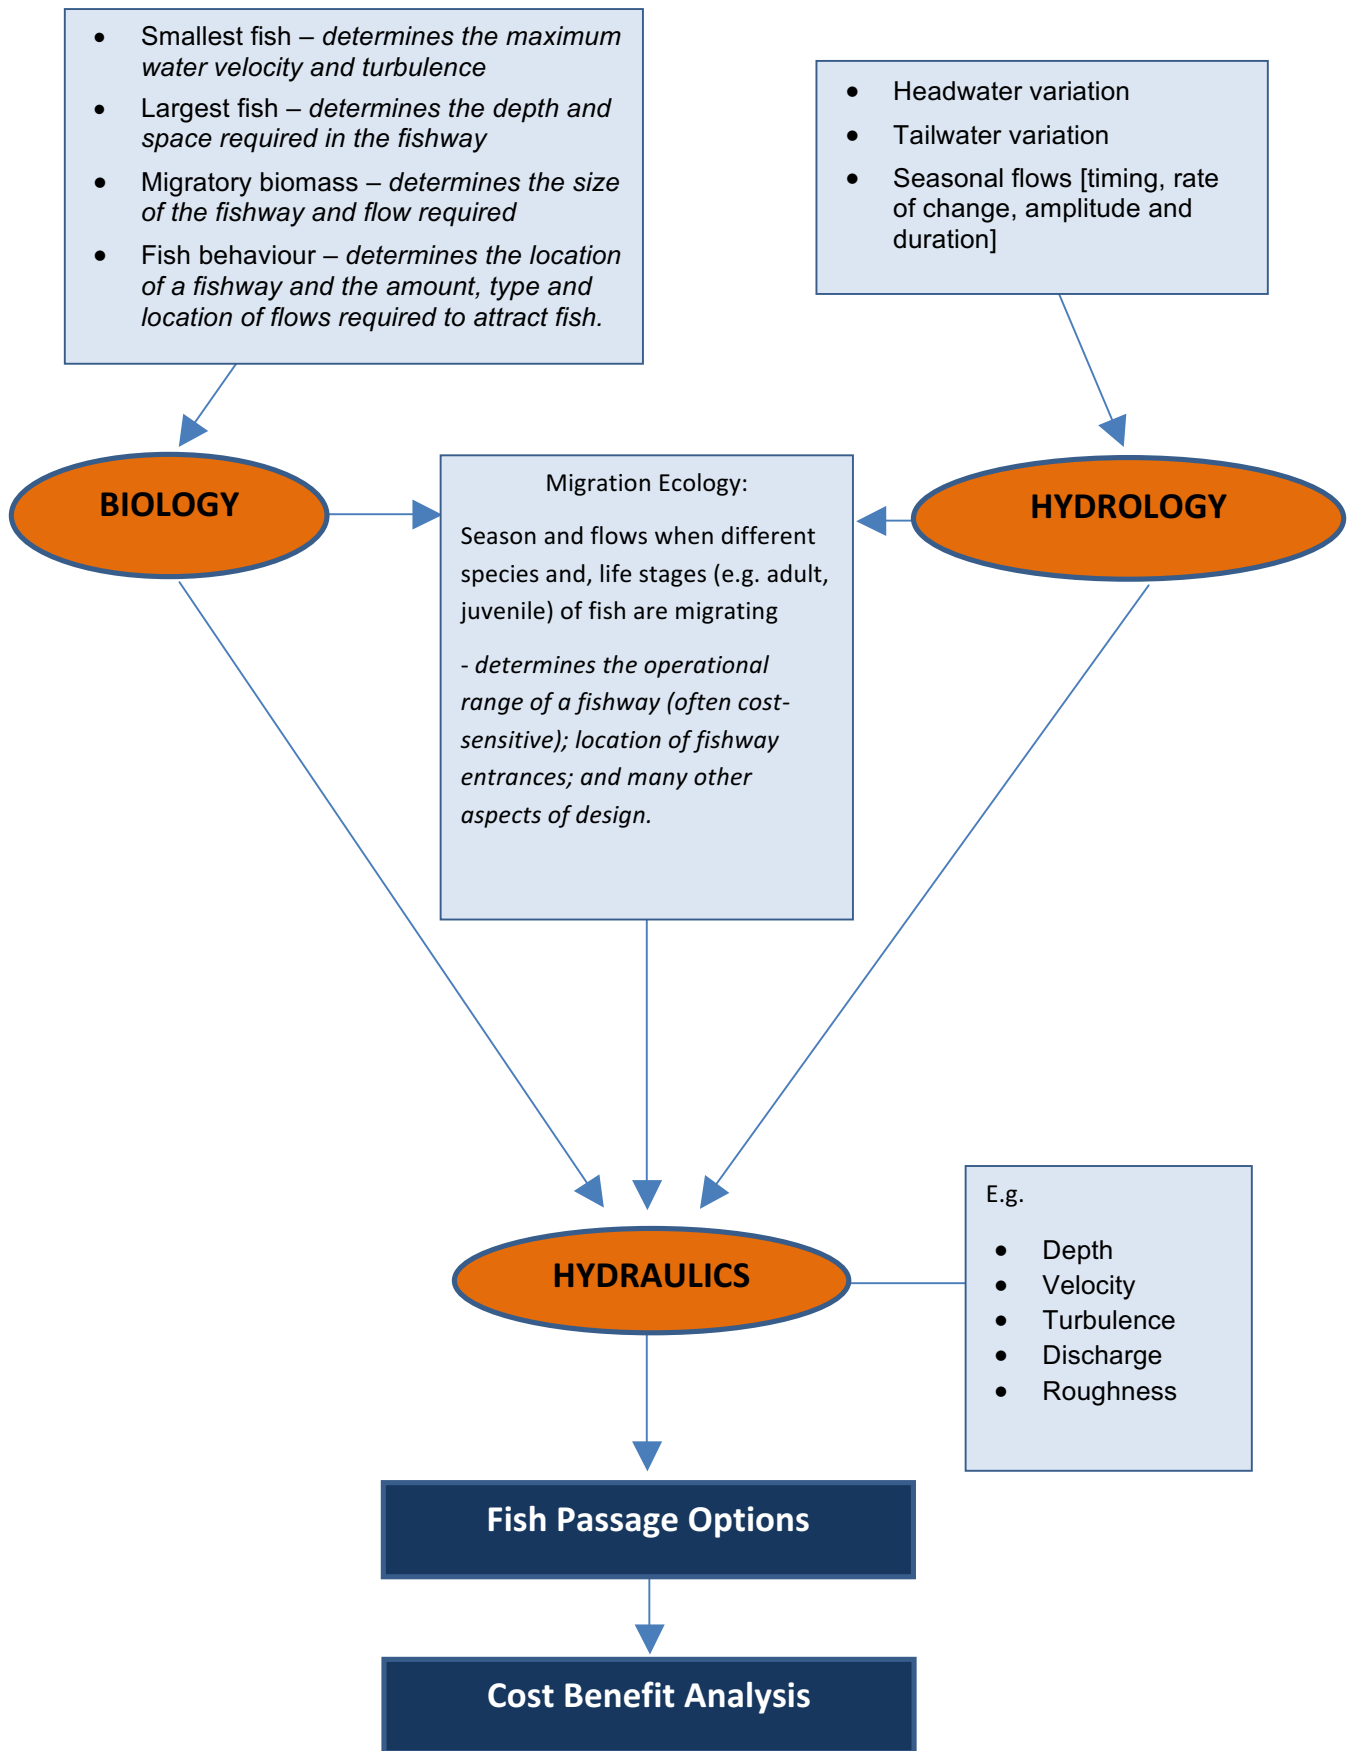 • Smallest fish – determines the maximum
water velocity and turbulence
• Largest fish – determines the depth and
space required in the fishway
• Migratory biomass – determines the size
of the fishway and flow required
• Fish behaviour – determines the location
of a fishway and the amount, type and
location of flows required to attract fish.
• Headwater variation
• Tailwater variation
• Seasonal flows [timing, rate
of change, amplitude and
duration]
BIOLOGY
Migration Ecology:
Season and flows when different
species and, life stages (e.g. adult,
juvenile) of fish are migrating
- determines the operational
range of a fishway (often cost-
sensitive); location of fishway
entrances; and many other
aspects of design.
HYDROLOGY
HYDRAULICS
E.g.
• Depth
• Velocity
• Turbulence
• Discharge
• Roughness
Fish Passage Options
Cost Benefit Analysis